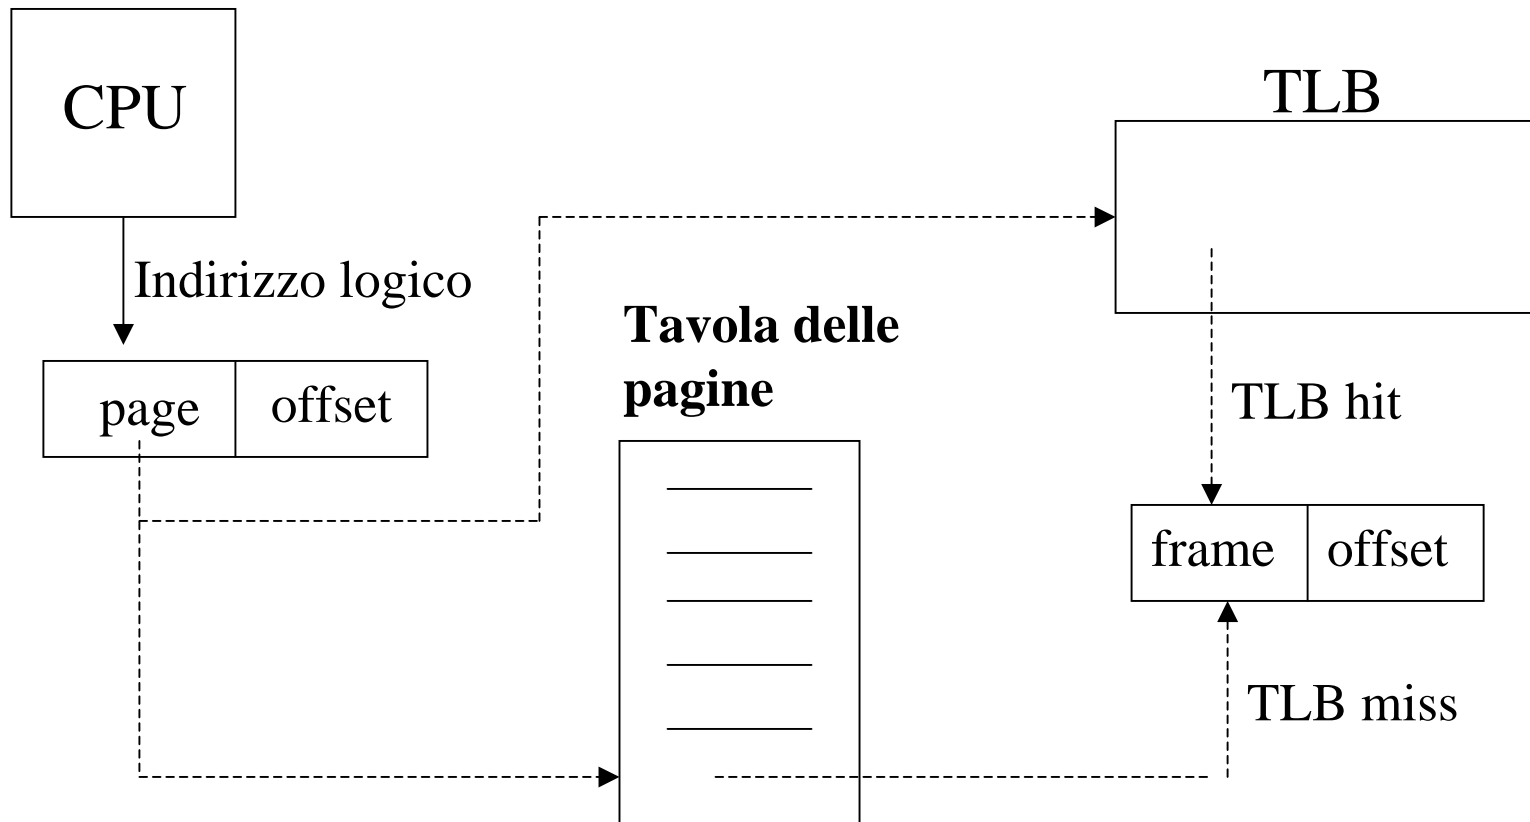 CPU
TLB
Indirizzo logico
Tavola delle
pagine
page
offset
TLB hit
frame
offset
TLB miss